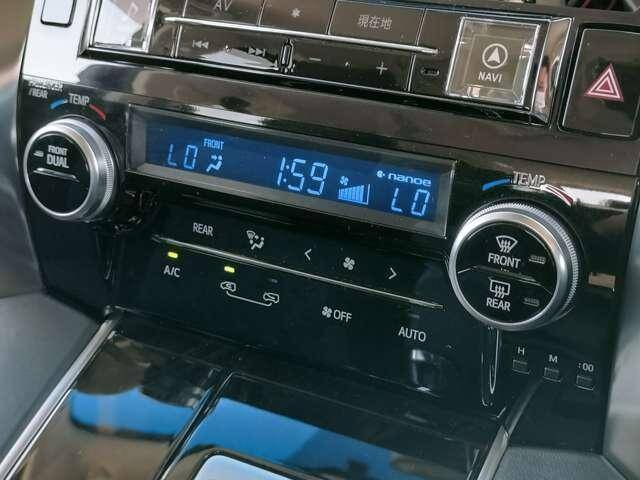 AV
現在地
NAVI
PASSENGER
/REAR
TEMP
FRONT
DUAL
FRONT
LO
1:59
nanoe
LO
TEMP
REAR
FRONT
REAR
A/C
OFF
AUTO
H
M
:00